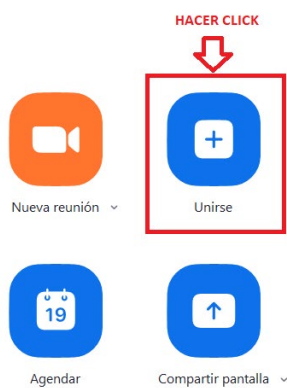 HACER CLICK
Nueva reunión
Unirse
19
Agendar
Compartir pantalla